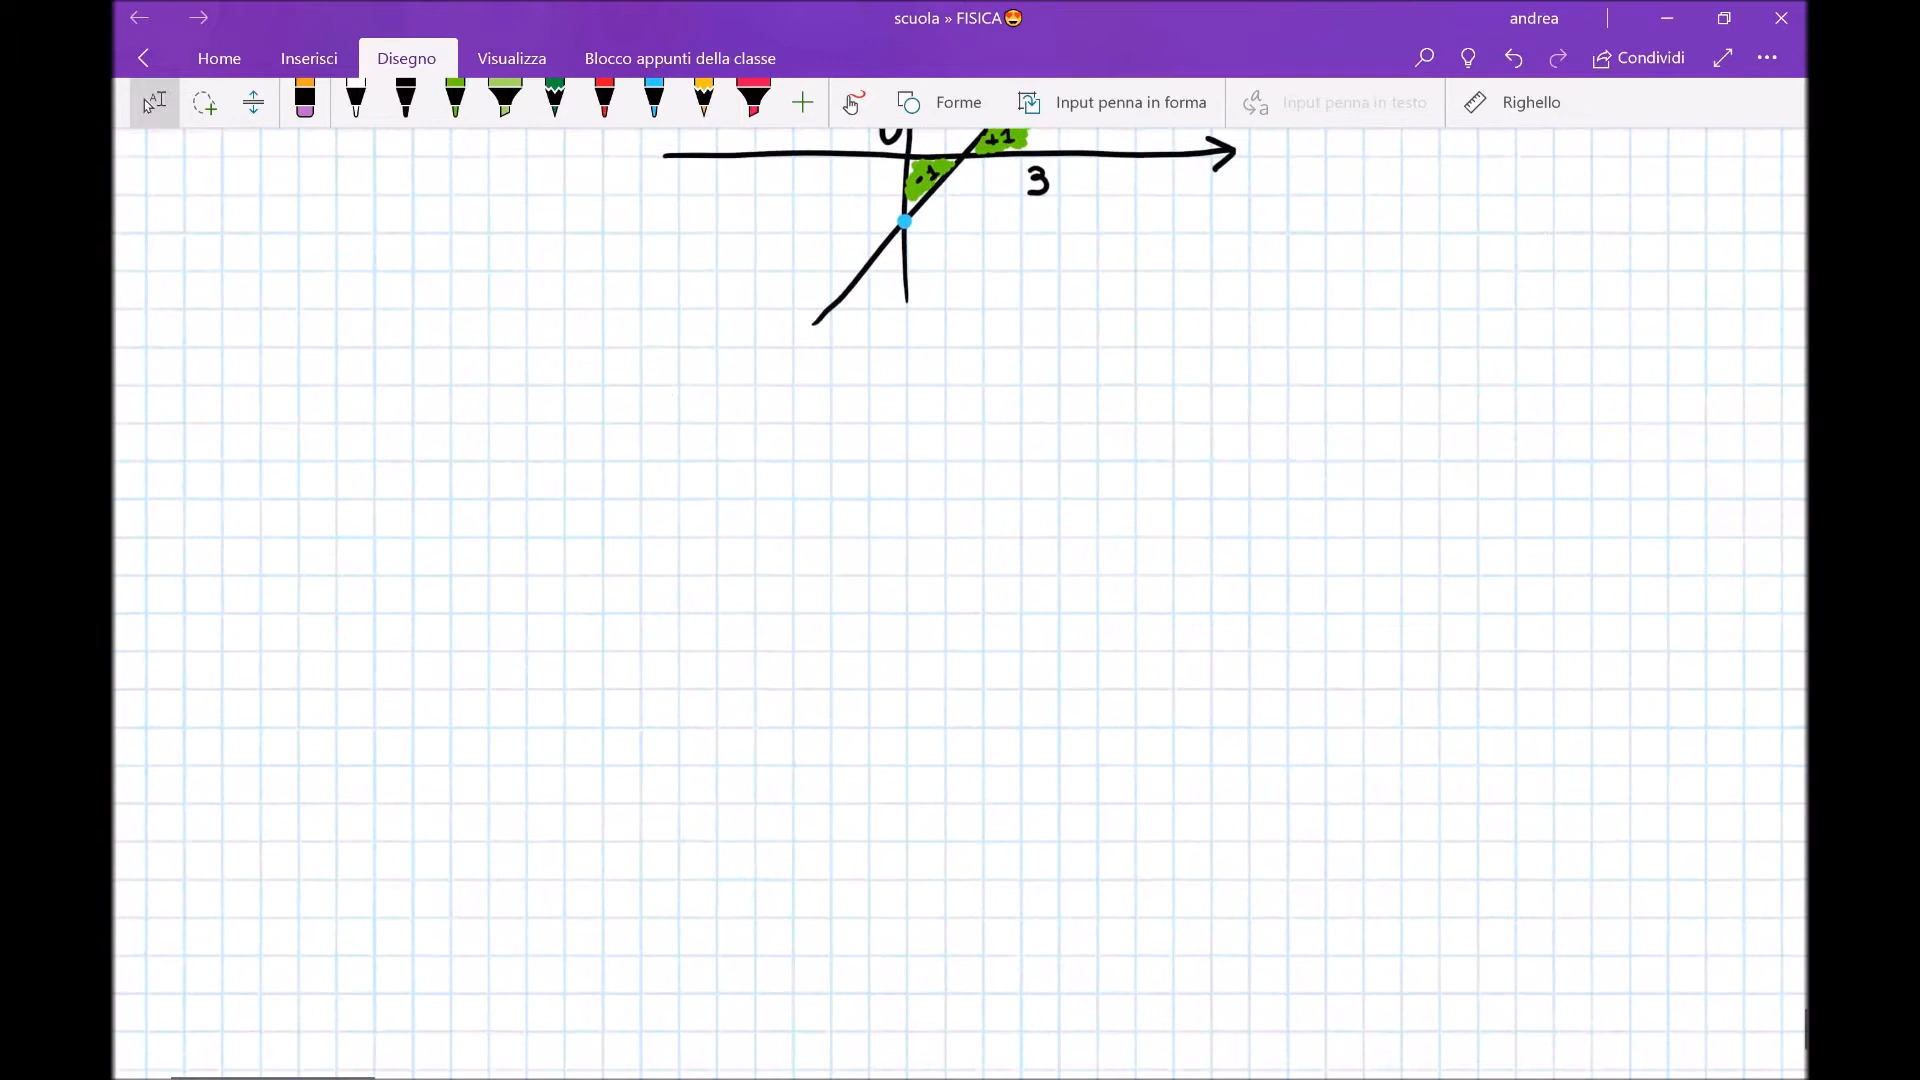 scuola » FISICA😍
andrea
Home
Inserisci
Disegno
Visualizza
Blocco appunti della classe
Condividi
Forme
Input penna in forma
Input penna in testo
Righello
+1
-1
3